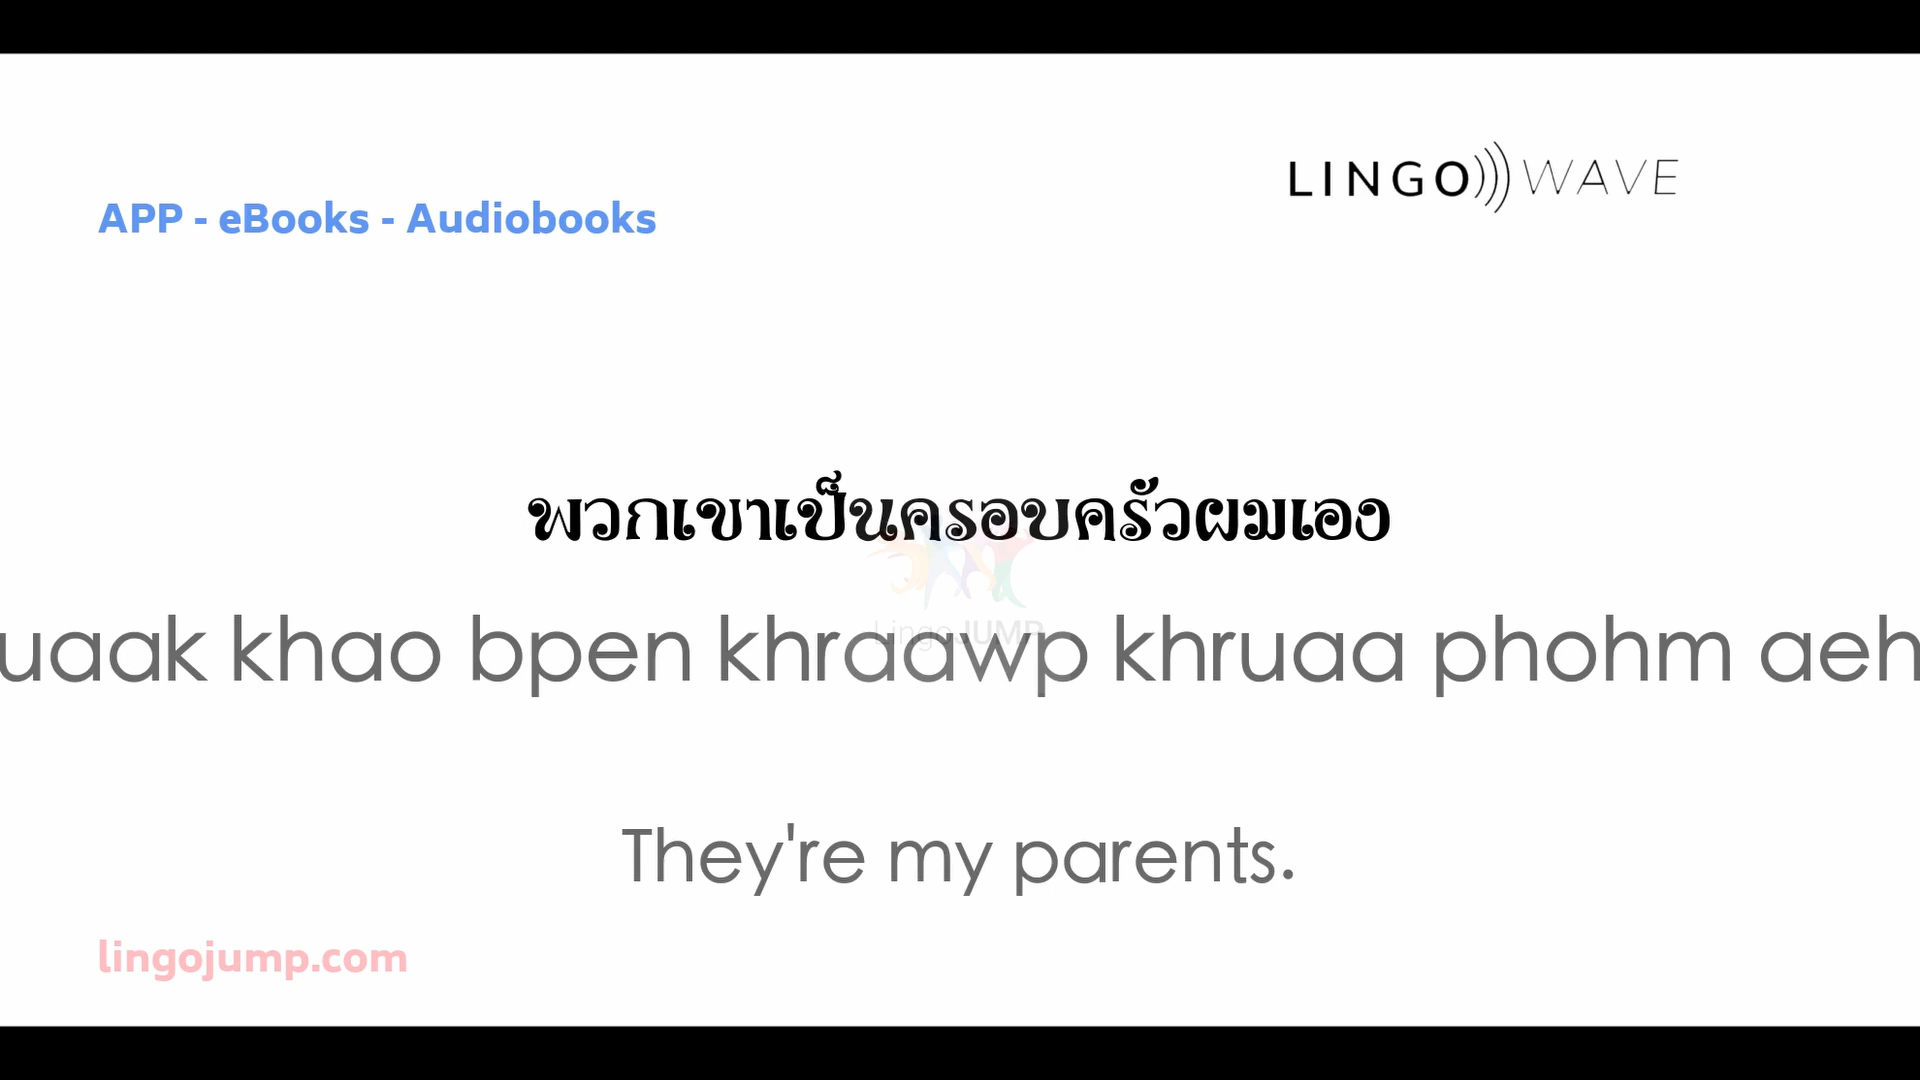 LINGO WAVE
APP - eBooks - Audiobooks
พวกเขาเป็นครอบครัวผมเอง
uaak khao bpen khraawp khruaa phohm aeh
Lingo JUMP
They're my parents.
lingojump.com